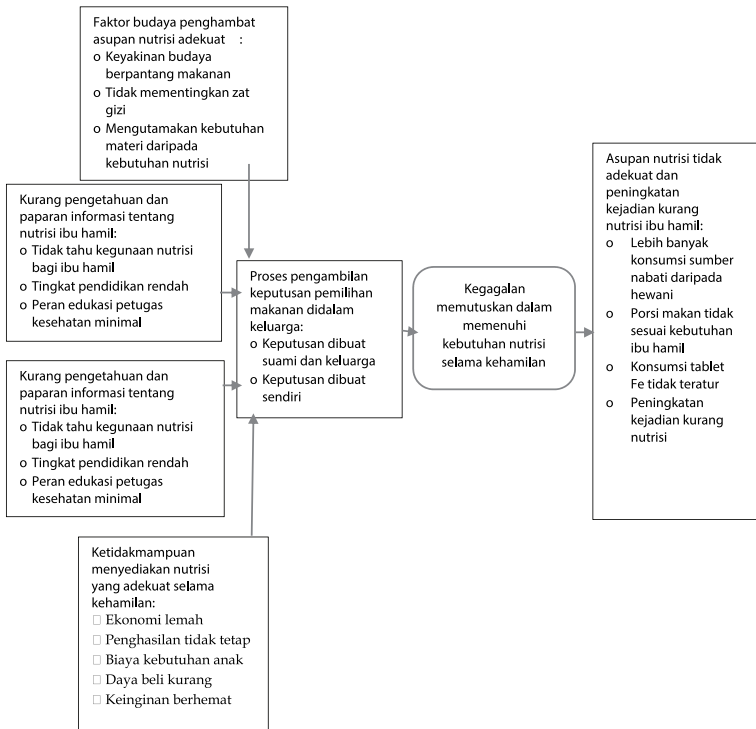 Faktor budaya penghambat
asupan nutrisi adekuat :
o Keyakinan budaya
berpantang makanan
o Tidak mementingkan zat
gizi
o Mengutamakan kebutuhan
materi daripada
kebutuhan nutrisi
Kurang pengetahuan dan
paparan informasi tentang
nutrisi ibu hamil:
o Tidak tahu kegunaan nutrisi
bagi ibu hamil
o Tingkat pendidikan rendah
o Peran edukasi petugas
kesehatan minimal
Kurang pengetahuan dan
paparan informasi tentang
nutrisi ibu hamil:
o Tidak tahu kegunaan nutrisi
bagi ibu hamil
o Tingkat pendidikan rendah
o Peran edukasi petugas
kesehatan minimal
Ketidakmampuan
menyediakan nutrisi
yang adekuat selama
kehamilan:
□ Ekonomi lemah
□ Penghasilan tidak tetap
□ Biaya kebutuhan anak
□ Daya beli kurang
□ Keinginan berhemat
Proses pengambilan
keputusan pemilihan
makanan didalam
keluarga:
o Keputusan dibuat
suami dan keluarga
o Keputusan dibuat
sendiri
Kegagalan
memutuskan dalam
memenuhi
kebutuhan nutrisi
selama kehamilan
Asupan nutrisi tidak
adekuat dan
peningkatan
kejadian kurang
nutrisi ibu hamil:
o Lebih banyak
konsumsi sumber
nabati daripada
hewani
o Porsi makan tidak
sesuai kebutuhan
ibu hamil
o Konsumsi tablet
Fe tidak teratur
o Peningkatan
kejadian kurang
nutrisi